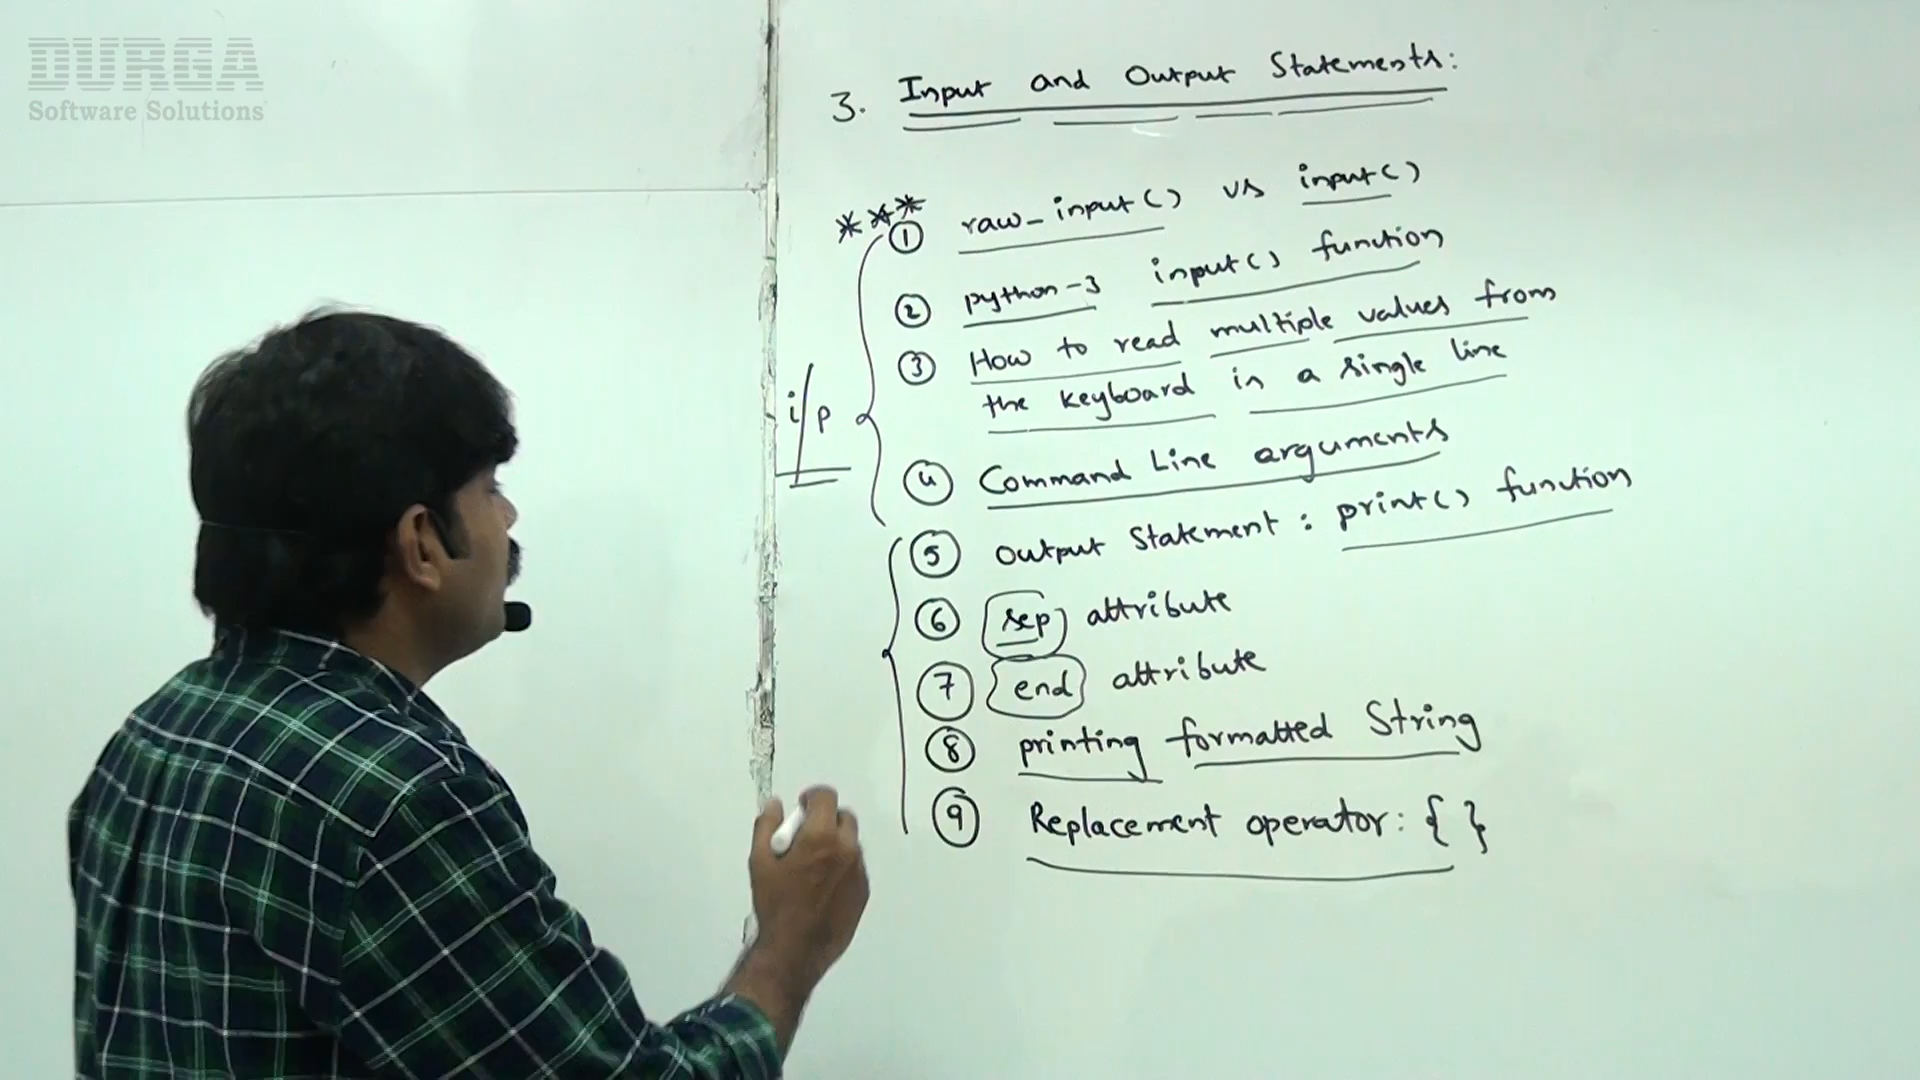 DURGA
Software Solutions
3. Input and Output Statements:
*** ① raw_input() vs input()
② python-3 input() function
③ How to read multiple values from
the keyboard in a single line
④ Command Line arguments
i/p
⑤ Output Statement : print() function
⑥ sep attribute
⑦ end attribute
⑧ printing formatted String
⑨ Replacement operator: { }